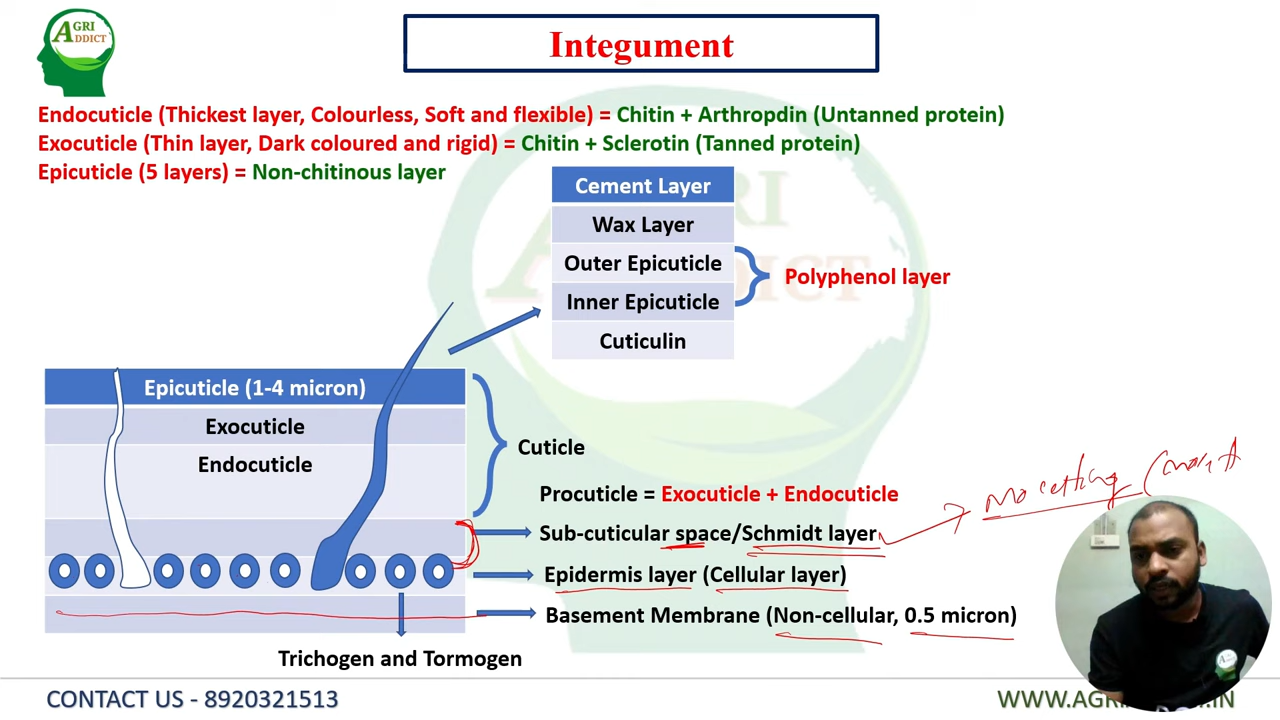 AGRI
ADDICT
Integument
Endocuticle (Thickest layer, Colourless, Soft and flexible) = Chitin + Arthropdin (Untanned protein)
Exocuticle (Thin layer, Dark coloured and rigid) = Chitin + Sclerotin (Tanned protein)
Epicuticle (5 layers) = Non-chitinous layer
Cement Layer
Wax Layer
Outer Epicuticle
Inner Epicuticle
Cuticulin
Polyphenol layer
Epicuticle (1-4 micron)
Exocuticle
Endocuticle
Cuticle
Procuticle = Exocuticle + Endocuticle
Sub-cuticular space/Schmidt layer
Epidermis layer (Cellular layer)
Basement Membrane (Non-cellular, 0.5 micron)
Trichogen and Tormogen
CONTACT US - 8920321513